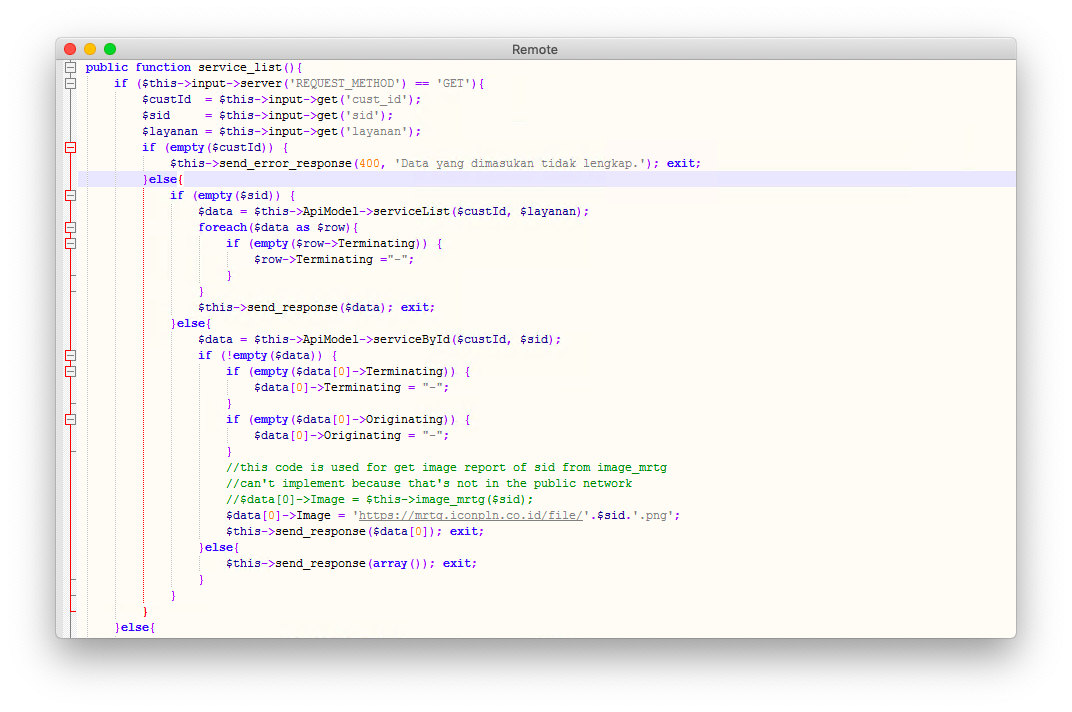 Remote
public function service_list(){
    if ($this->input->server('REQUEST_METHOD') == 'GET'){
        $custId  = $this->input->get('cust_id');
        $sid     = $this->input->get('sid');
        $layanan = $this->input->get('layanan');
        if (empty($custId)) {
            $this->send_error_response(400, 'Data yang dimasukan tidak lengkap.'); exit;
        }else{
            if (empty($sid)) {
                $data = $this->ApiModel->serviceList($custId, $layanan);
                foreach($data as $row){
                    if (empty($row->Terminating)) {
                        $row->Terminating ="-";
                    }
                }
                $this->send_response($data); exit;
            }else{
                $data = $this->ApiModel->serviceById($custId, $sid);
                if (!empty($data)) {
                    if (empty($data[0]->Terminating)) {
                        $data[0]->Terminating = "-";
                    }
                    if (empty($data[0]->Originating)) {
                        $data[0]->Originating = "-";
                    }
                    //this code is used for get image report of sid from image_mrtg
                    //can't implement because that's not in the public network
                    //$data[0]->Image = $this->image_mrtg($sid);
                    $data[0]->Image = 'https://mrtg.iconpln.co.id/file/'.$sid.'.png';
                    $this->send_response($data[0]); exit;
                }else{
                    $this->send_response(array()); exit;
                }
            }
        }
    }else{